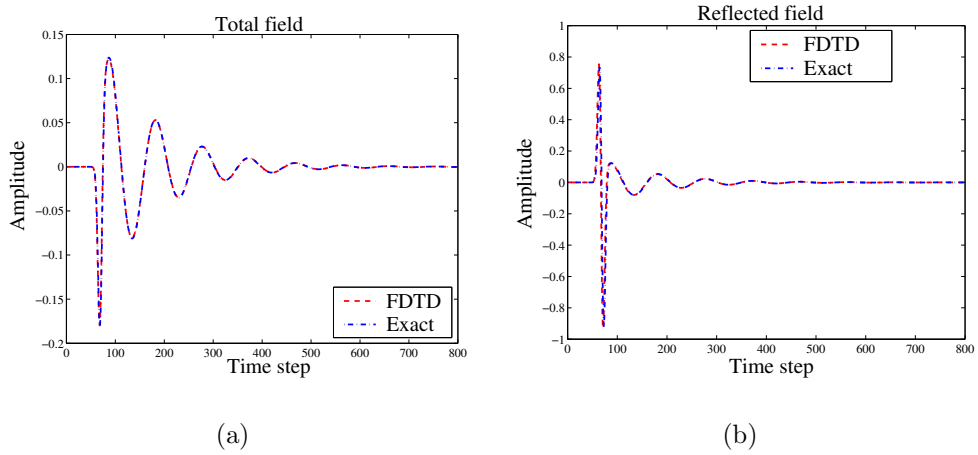 Total field
0.15
0.1
0.05
0
-0.05
-0.1
-0.15
-0.2
Amplitude
FDTD
Exact
0 100 200 300 400 500 600 700 800
Time step
(a)
Reflected field
1
0.8
0.6
0.4
0.2
0
-0.2
-0.4
-0.6
-0.8
-1
Amplitude
FDTD
Exact
0 100 200 300 400 500 600 700 800
Time step
(b)